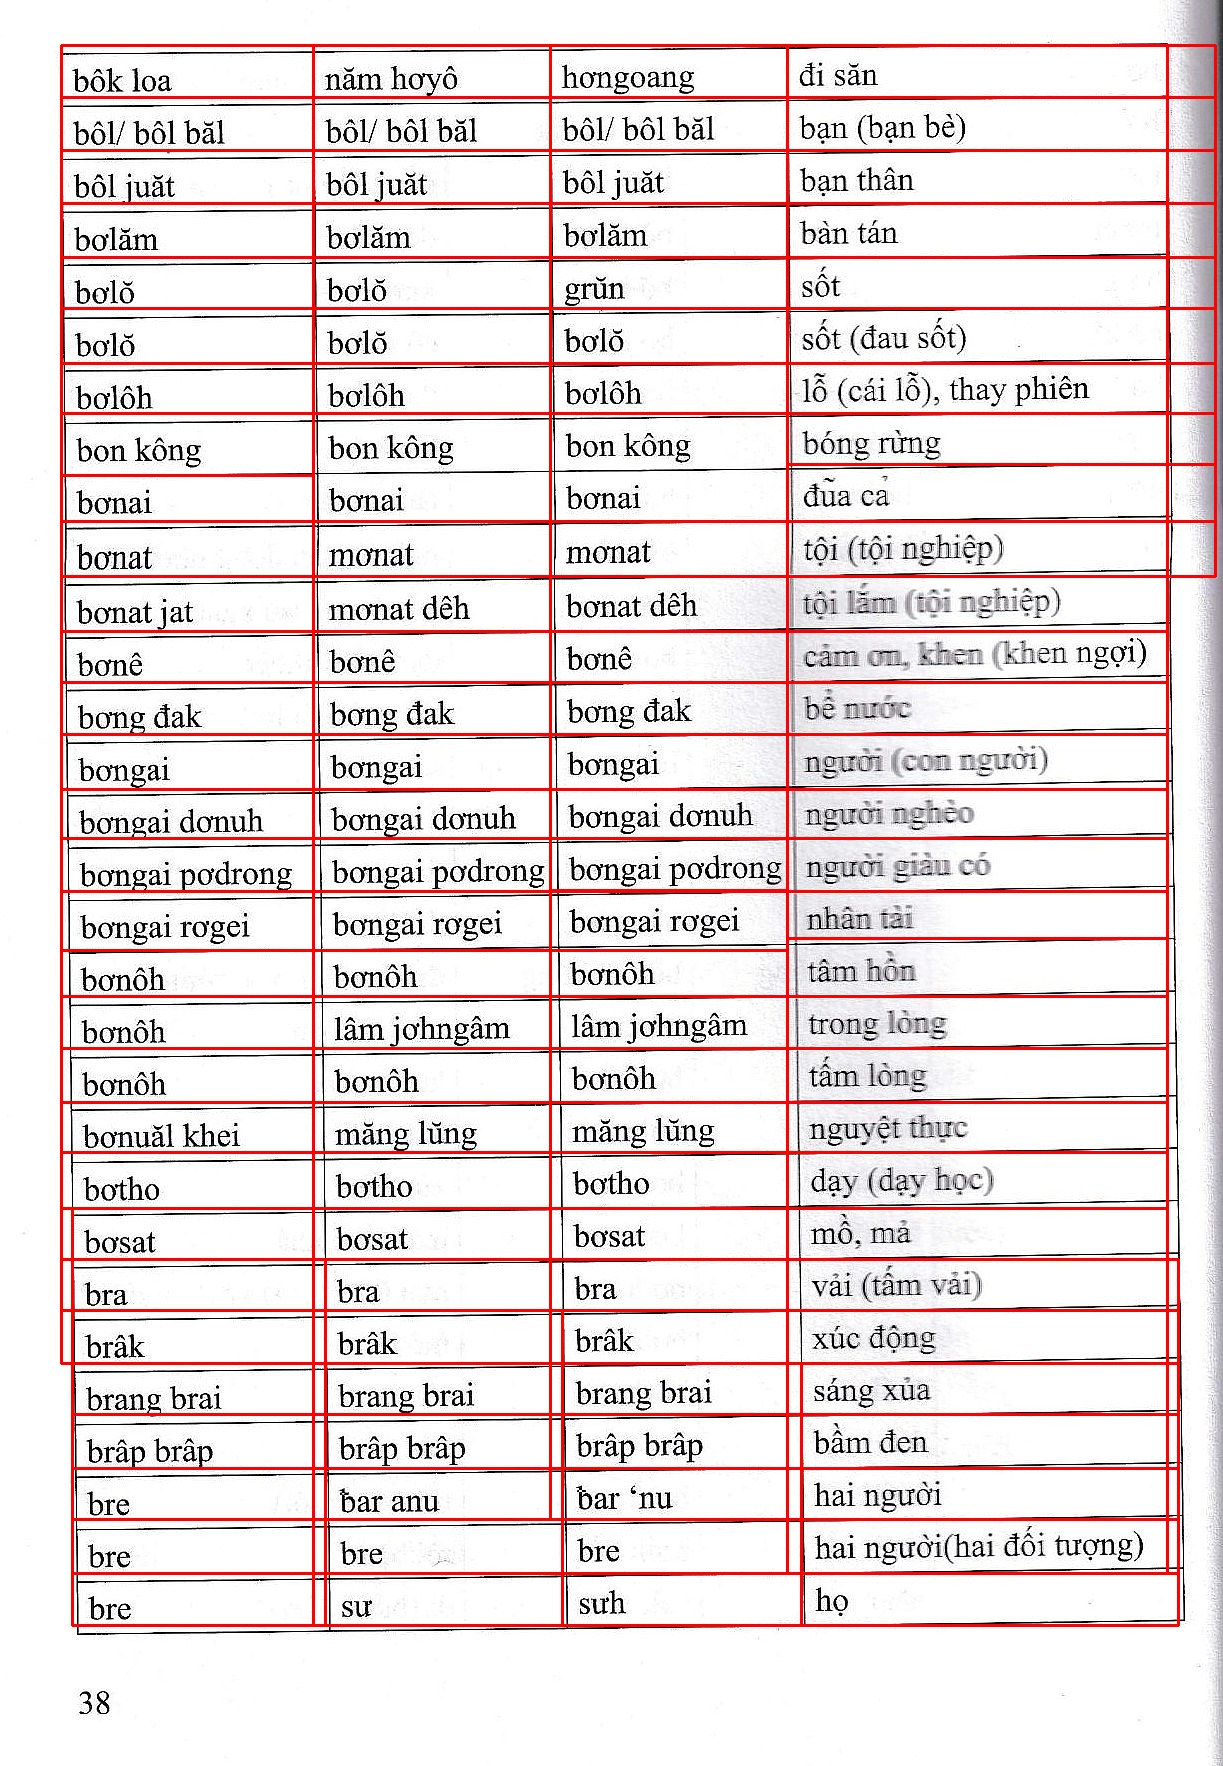 bôk loa năm hơyô hơngoang đi săn
bôl/ bôl băl bôl/ bôl băl bôl/ bôl băl bạn (bạn bè)
bôl juăt bôl juăt bôl juăt bạn thân
bơlăm bơlăm bơlăm bàn tán
bơlŏ bơlŏ grŭn sốt
bơlŏ bơlŏ bơlŏ sốt (đau sốt)
bơlôh bơlôh bơlôh lỗ (cái lỗ), thay phiên
bon kông bon kông bon kông bóng rừng
bơnai bơnai bơnai đũa cả
bơnat mơnat mơnat tội (tội nghiệp)
bơnat jat mơnat dêh bơnat dêh tội lắm (tội nghiệp)
bơnê bơnê bơnê cảm ơn, khen (khen ngợi)
bơng đak bơng đak bơng đak bể nước
bơngai bơngai bơngai người (con người)
bơngai dơnuh bơngai dơnuh bơngai dơnuh người nghèo
bơngai pơdrong bơngai pơdrong bơngai pơdrong người giàu có
bơngai rơgei bơngai rơgei bơngai rơgei nhân tài
bơnôh bơnôh bơnôh tâm hồn
bơnôh lâm jơhngâm lâm jơhngâm trong lòng
bơnôh bơnôh bơnôh tấm lòng
bơnuăl khei măng lŭng măng lŭng nguyệt thực
bơtho bơtho bơtho dạy (dạy học)
bơsat bơsat bơsat mồ, mả
bra bra bra vải (tấm vải)
brâk brâk brâk xúc động
brang brai brang brai brang brai sáng xủa
brâp brâp brâp brâp brâp brâp bầm đen
bre ƀar anu ƀar ‘nu hai người
bre bre bre hai người(hai đối tượng)
bre sư sưh họ
38